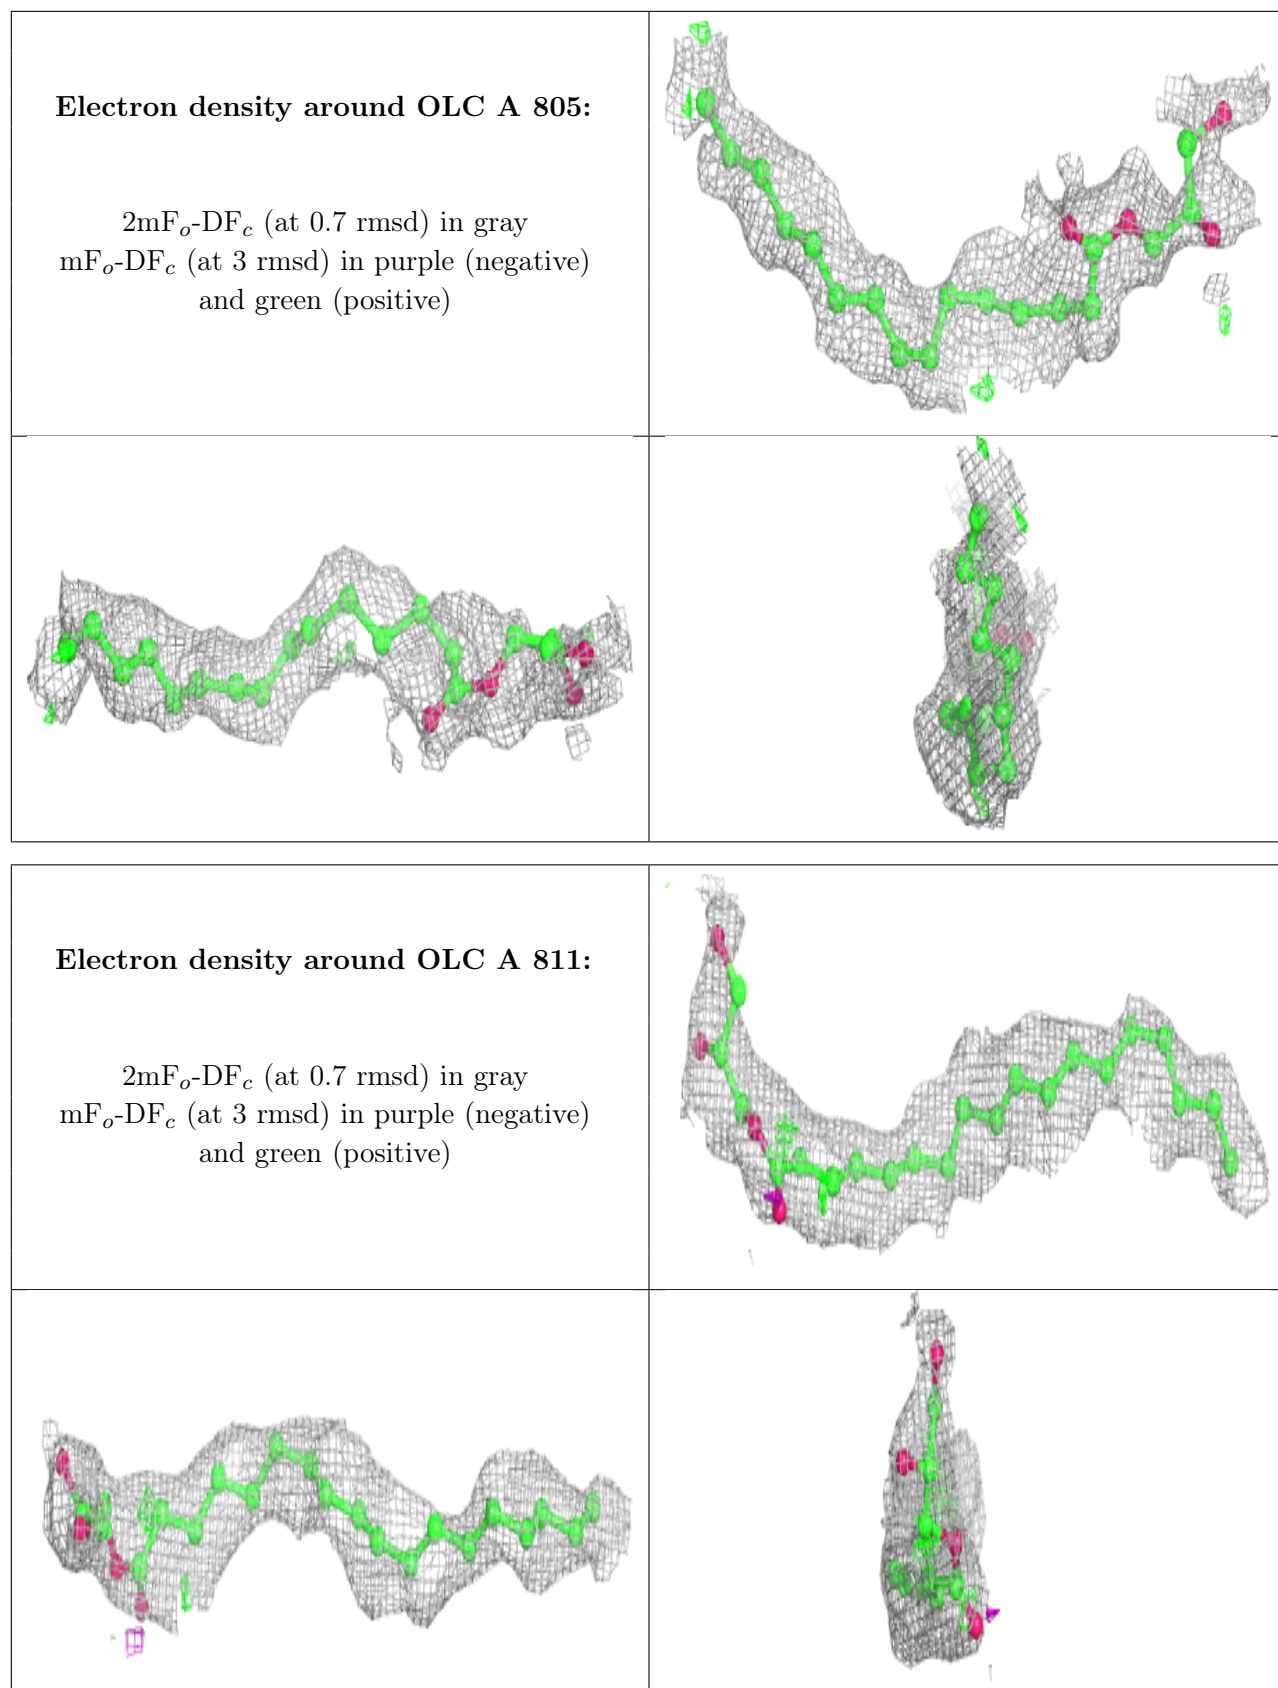 Electron density around OLC A 805:
2mFo-DFc (at 0.7 rmsd) in gray
mFo-DFc (at 3 rmsd) in purple (negative)
and green (positive)
Electron density around OLC A 811:
2mFo-DFc (at 0.7 rmsd) in gray
mFo-DFc (at 3 rmsd) in purple (negative)
and green (positive)